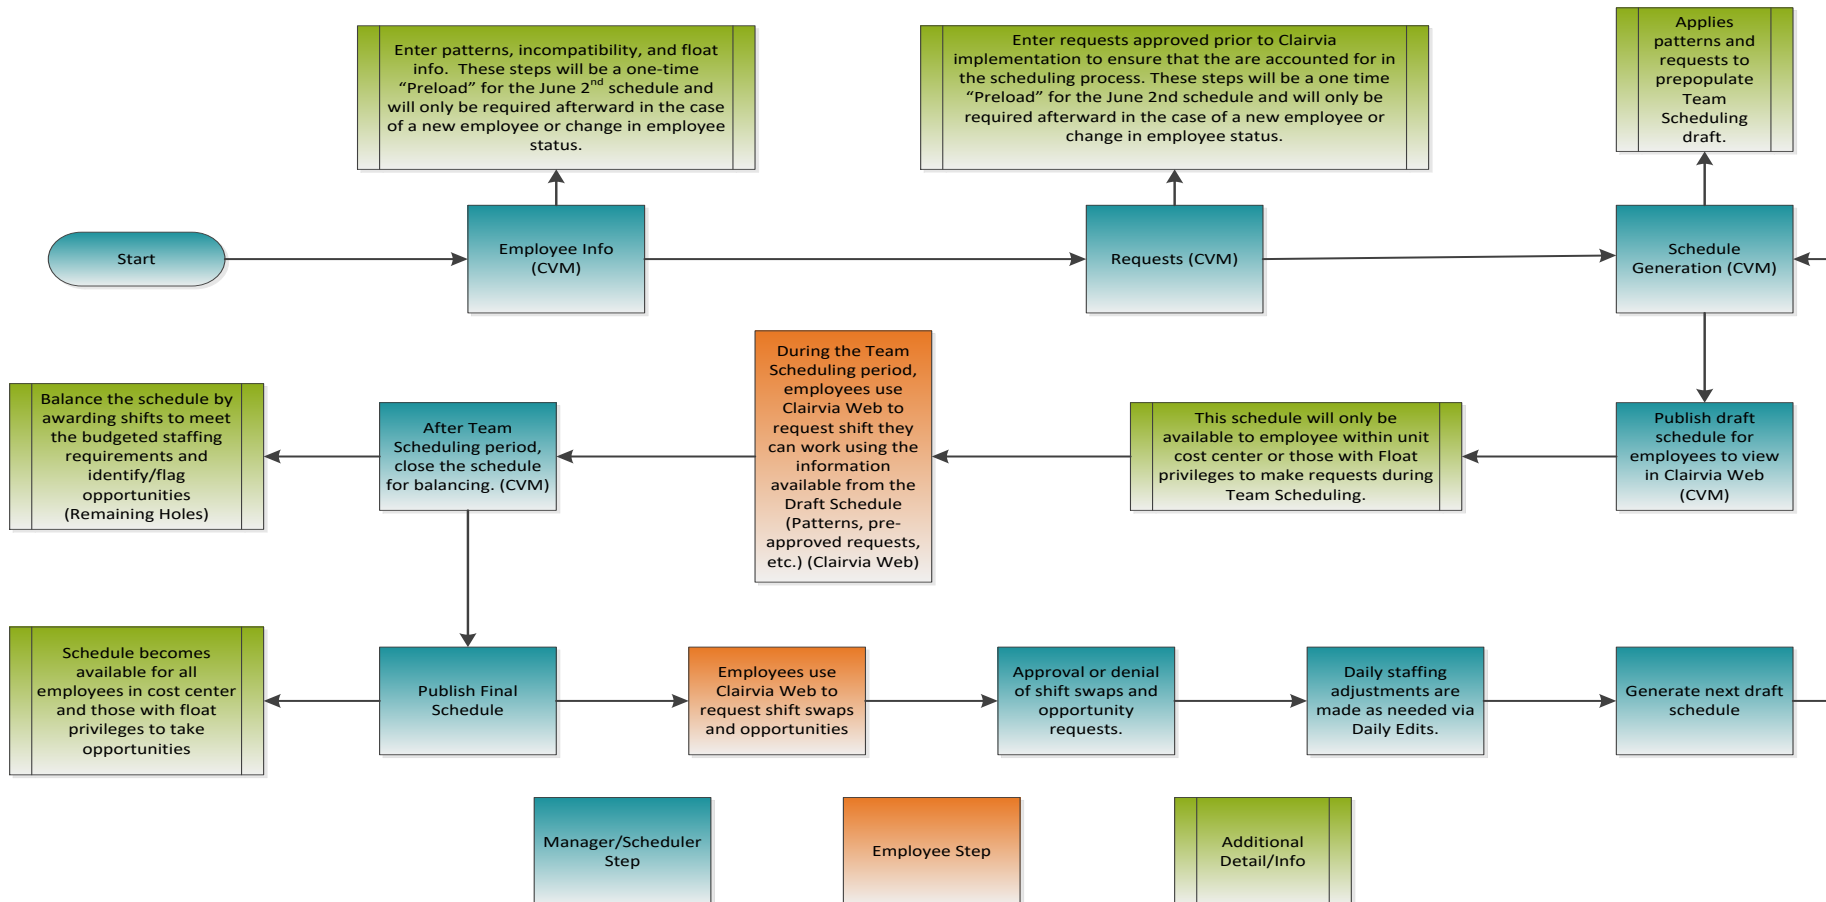 Enter patterns, incompatibility, and float
info.  These steps will be a one-time
“Preload” for the June 2nd schedule and
will only be required afterward in the case
of a new employee or change in employee
status.
Enter requests approved prior to Clairvia
implementation to ensure that the are accounted for
in the scheduling process. These steps will be a one time
“Preload” for the June 2nd schedule and will only be
required afterward in the case of a new employee or
change in employee status.
Applies
patterns and
requests to
prepopulate
Team
Scheduling
draft.
Start
Employee Info
(CVM)
Requests (CVM)
Schedule
Generation (CVM)
Balance the schedule by
awarding shifts to meet
the budgeted staffing
requirements and
identify/flag
opportunities
(Remaining Holes)
After Team
Scheduling period,
close the schedule
for balancing. (CVM)
During the Team
Scheduling period,
employees use
Clairvia Web to
request shift they
can work using the
information
available from the
Draft Schedule
(Patterns, pre-
approved requests,
etc.) (Clairvia Web)
This schedule will only be
available to employee within unit
cost center or those with Float
privileges to make requests during
Team Scheduling.
Publish draft
schedule for
employees to view
in Clairvia Web
(CVM)
Schedule becomes
available for all
employees in cost center
and those with float
privileges to take
opportunities
Publish Final
Schedule
Employees use
Clairvia Web to
request shift swaps
and opportunities
Approval or denial
of shift swaps and
opportunity
requests.
Daily staffing
adjustments are
made as needed via
Daily Edits.
Generate next draft
schedule
Manager/Scheduler
Step
Employee Step
Additional
Detail/Info